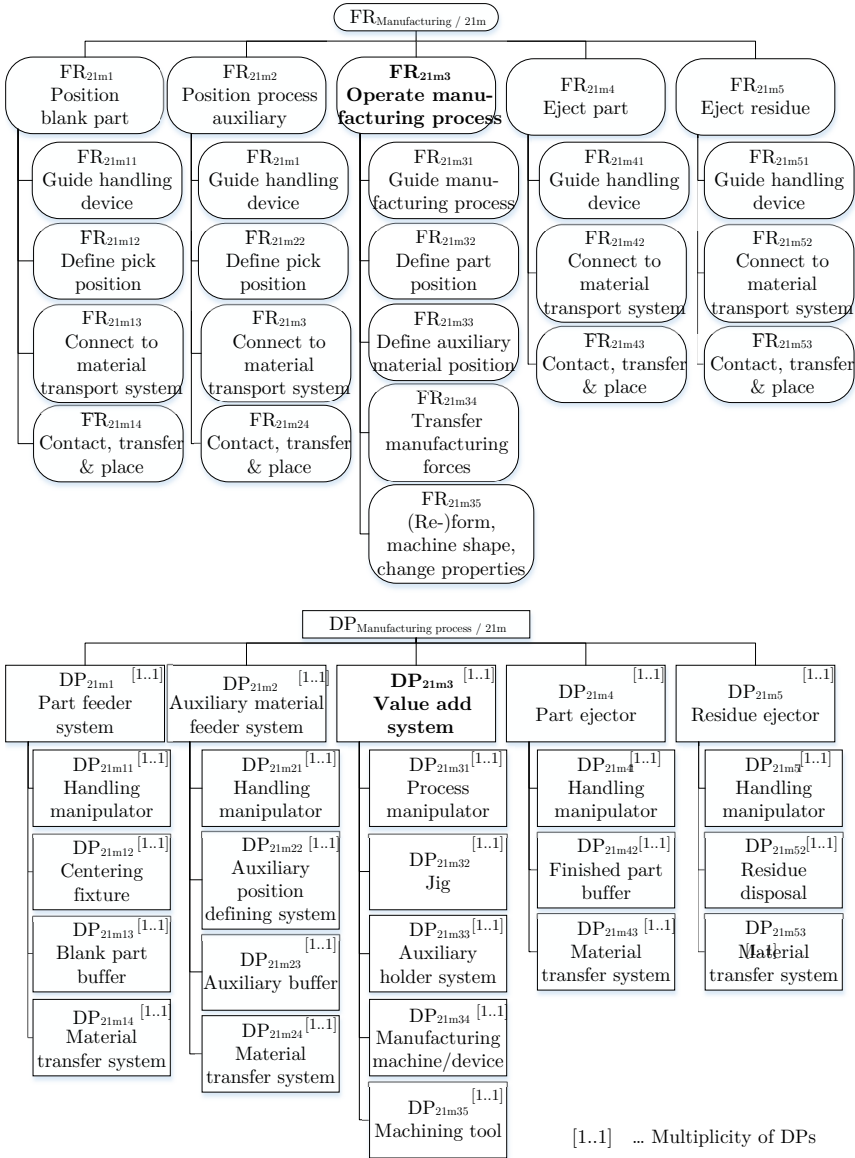 FR Manufacturing / 21m
FR21m1
Position
blank part
FR21m11
Guide handling
device
FR21m12
Define pick
position
FR21m13
Connect to
material
transport system
FR21m14
Contact, transfer
& place
FR21m2
Position process
auxiliary
FR21m1
Guide handling
device
FR21m22
Define pick
position
FR21m3
Connect to
material
transport system
FR21m24
Contact, transfer
& place
FR21m3
Operate manu-
facturing process
FR21m31
Guide manu-
facturing process
FR21m32
Define part
position
FR21m33
Define auxiliary
material position
FR21m34
Transfer
manufacturing
forces
FR21m35
(Re-)form,
machine shape,
change properties
FR21m4
Eject part
FR21m41
Guide handling
device
FR21m42
Connect to
material
transport system
FR21m43
Contact, transfer
& place
FR21m5
Eject residue
FR21m51
Guide handling
device
FR21m52
Connect to
material
transport system
FR21m53
Contact, transfer
& place
DP Manufacturing process / 21m
DP21m1 [1..1]
Part feeder
system
DP21m11 [1..1]
Handling
manipulator
DP21m12 [1..1]
Centering
fixture
DP21m13 [1..1]
Blank part
buffer
DP21m14 [1..1]
Material
transfer system
DP21m2 [1..1]
Auxiliary material
feeder system
DP21m21 [1..1]
Handling
manipulator
DP21m22 [1..1]
Auxiliary
position
defining system
[1..1]
DP21m23
Auxiliary buffer
DP21m24 [1..1]
Material
transfer system
DP21m3 [1..1]
Value add
system
DP21m31 [1..1]
Process
manipulator
[1..1]
DP21m32
Jig
DP21m33 [1..1]
Auxiliary
holder system
DP21m34 [1..1]
Manufacturing
machine/device
[1..1]
DP21m35
Machining tool
[1..1]
DP21m4
Part ejector
DP21m41 [1..1]
Handling
manipulator
DP21m42 [1..1]
Finished part
buffer
DP21m43 [1..1]
Material
transfer system
[1..1]
DP21m5
Residue ejector
DP21m5 [1..1]
Handling
manipulator
DP21m52 [1..1]
Residue
disposal
DP21m53
[1..1]
Material
transfer system
[1..1] ... Multiplicity of DPs